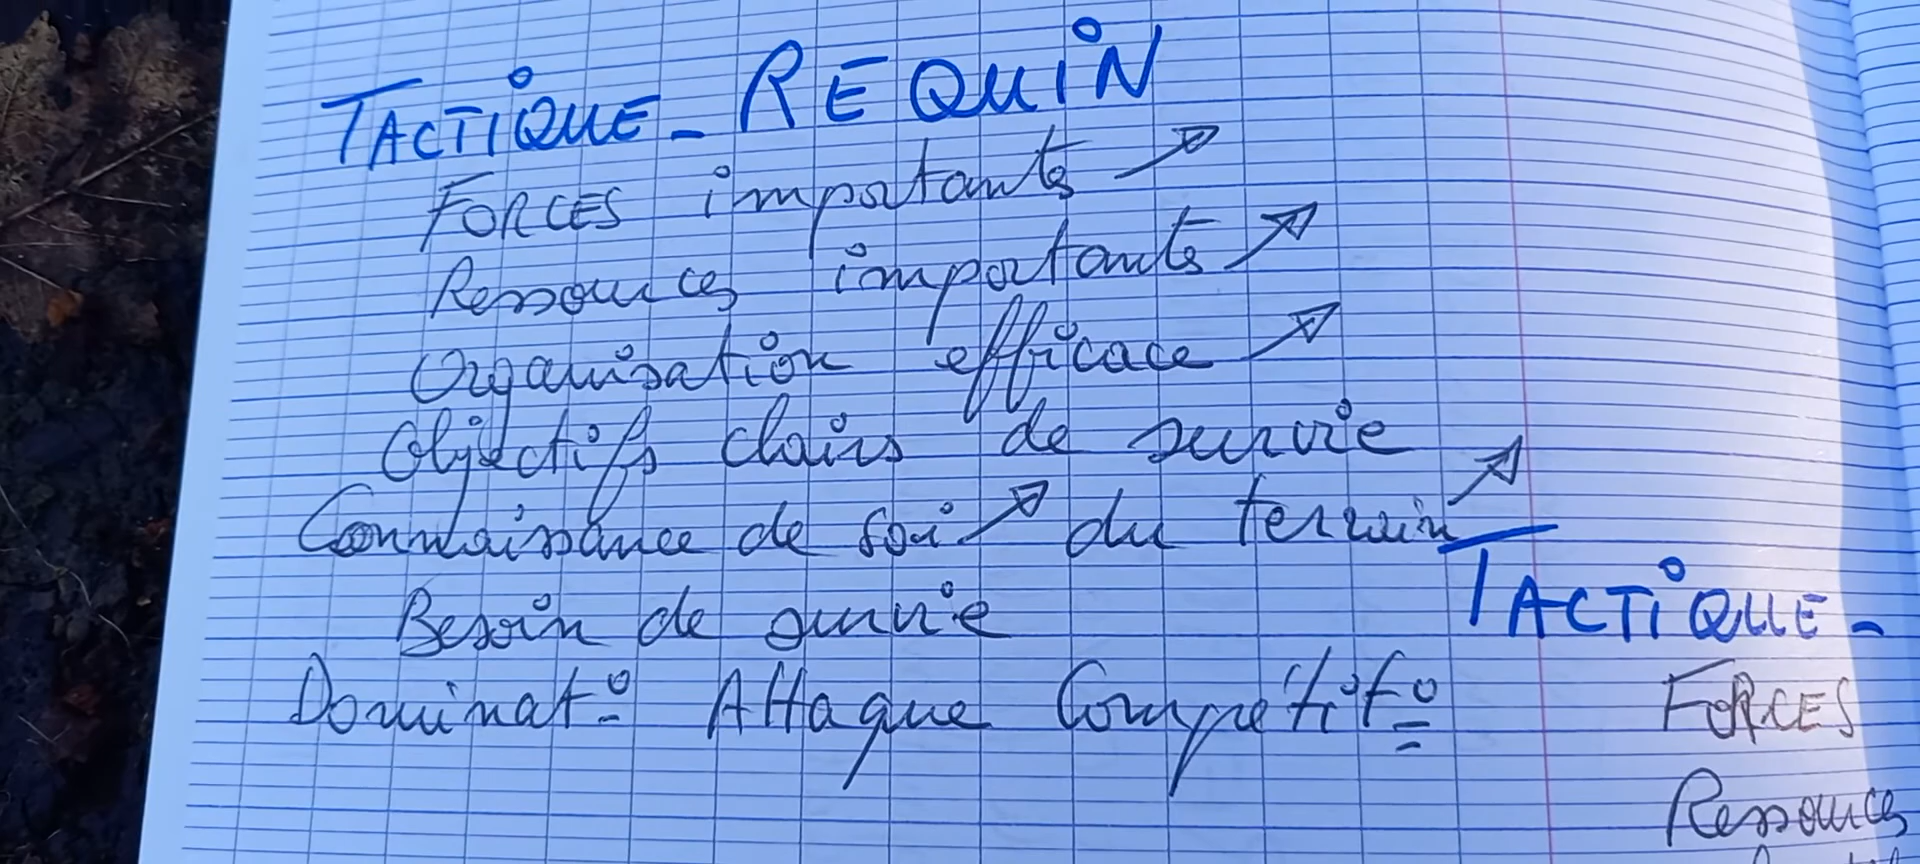 TACTIQUE - REQUIN
FORCES importants ↗
Ressources importants ↗
Organisation efficace ↗
Objectifs clairs de survie
Connaissance de soi ↗ du terrain ↗
Besoin de survie
Dominat° Attaque Compétit°
TACTIQUE -
FORCES
Ressources